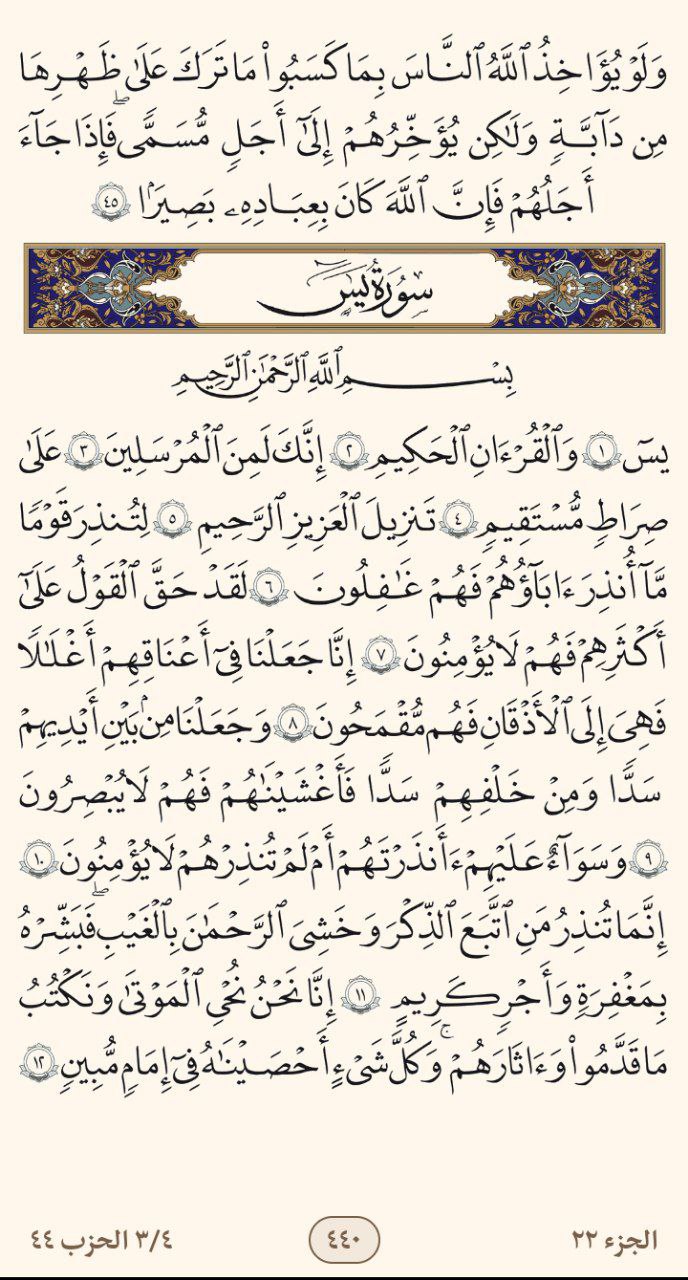 وَلَوْ يُؤَاخِذُ ٱللَّهُ ٱلنَّاسَ بِمَا كَسَبُوا۟ مَا تَرَكَ عَلَىٰ ظَهْرِهَا
مِن دَآبَّةٍ وَلَٰكِن يُؤَخِّرُهُمْ إِلَىٰٓ أَجَلٍ مُّسَمًّى ۖ فَإِذَا جَآءَ
أَجَلُهُمْ فَإِنَّ ٱللَّهَ كَانَ بِعِبَادِهِۦ بَصِيرًۢا ٤٥
سُورَةُ يسٓ
بِسْمِ ٱللَّهِ ٱلرَّحْمَٰنِ ٱلرَّحِيمِ
يسٓ ١ وَٱلْقُرْءَانِ ٱلْحَكِيمِ ٢ إِنَّكَ لَمِنَ ٱلْمُرْسَلِينَ ٣ عَلَىٰ
صِرَٰطٍ مُّسْتَقِيمٍ ٤ تَنزِيلَ ٱلْعَزِيزِ ٱلرَّحِيمِ ٥ لِتُنذِرَ قَوْمًا
مَّآ أُنذِرَ ءَابَآؤُهُمْ فَهُمْ غَٰفِلُونَ ٦ لَقَدْ حَقَّ ٱلْقَوْلُ عَلَىٰٓ
أَكْثَرِهِمْ فَهُمْ لَا يُؤْمِنُونَ ٧ إِنَّا جَعَلْنَا فِىٓ أَعْنَٰقِهِمْ أَغْلَٰلًا
فَهِىَ إِلَى ٱلْأَذْقَانِ فَهُم مُّقْمَحُونَ ٨ وَجَعَلْنَا مِنۢ بَيْنِ أَيْدِيهِمْ
سَدًّا وَمِنْ خَلْفِهِمْ سَدًّا فَأَغْشَيْنَٰهُمْ فَهُمْ لَا يُبْصِرُونَ
٩ وَسَوَآءٌ عَلَيْهِمْ ءَأَنذَرْتَهُمْ أَمْ لَمْ تُنذِرْهُمْ لَا يُؤْمِنُونَ ١٠
إِنَّمَا تُنذِرُ مَنِ ٱتَّبَعَ ٱلذِّكْرَ وَخَشِىَ ٱلرَّحْمَٰنَ بِٱلْغَيْبِ ۖ فَبَشِّرْهُ
بِمَغْفِرَةٍ وَأَجْرٍ كَرِيمٍ ١١ إِنَّا نَحْنُ نُحْىِ ٱلْمَوْتَىٰ وَنَكْتُبُ
مَا قَدَّمُوا۟ وَءَاثَٰرَهُمْ ۚ وَكُلَّ شَىْءٍ أَحْصَيْنَٰهُ فِىٓ إِمَامٍ مُّبِينٍ ١٢
الجزء ٢٢
٤٤٠
٣/٤ الحزب ٤٤